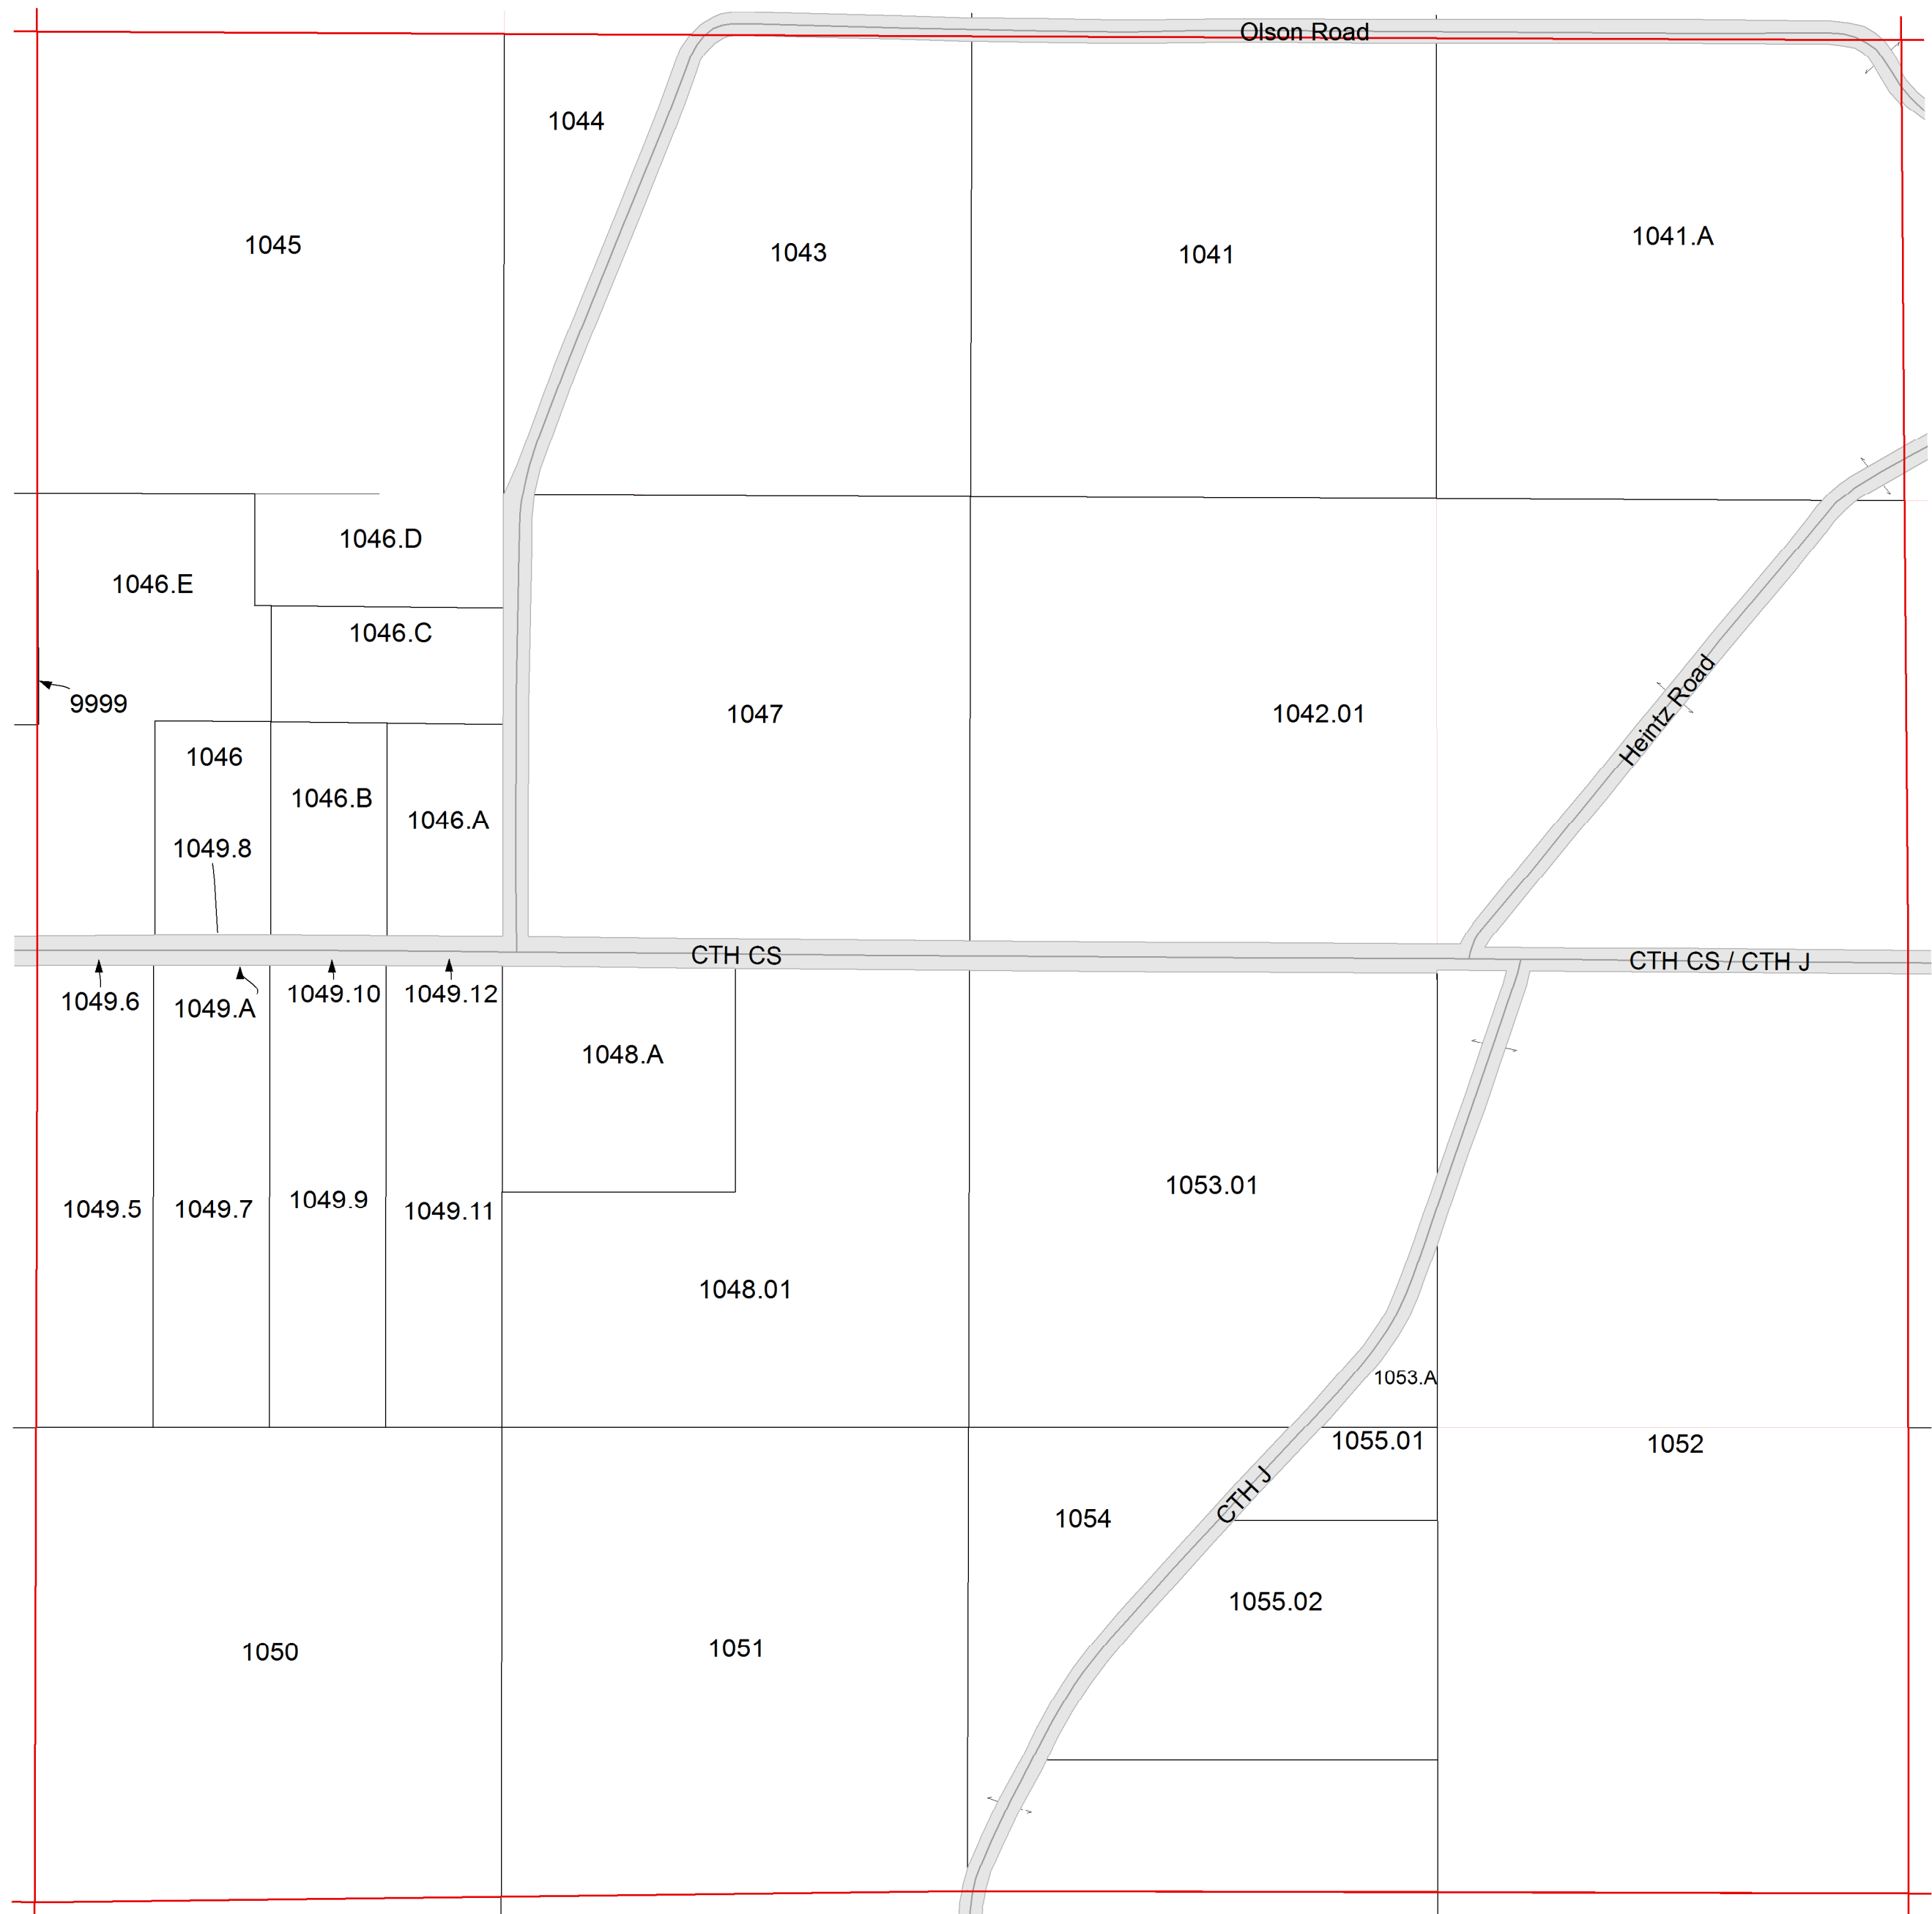 Olson Road
1044
1041.A
1045
1043
1041
1046.D
1046.E
1046.C
9999
1047
1042.01
Heintz Road
1046
1046.B
1046.A
1049.8
CTH CS
CTH CS / CTH J
1049.6
1049.A
1049.10
1049.12
1048.A
1053.01
1049.5
1049.7
1049.9
1049.11
1048.01
1053.A
1055.01
1052
CTH J
1054
1055.02
1050
1051